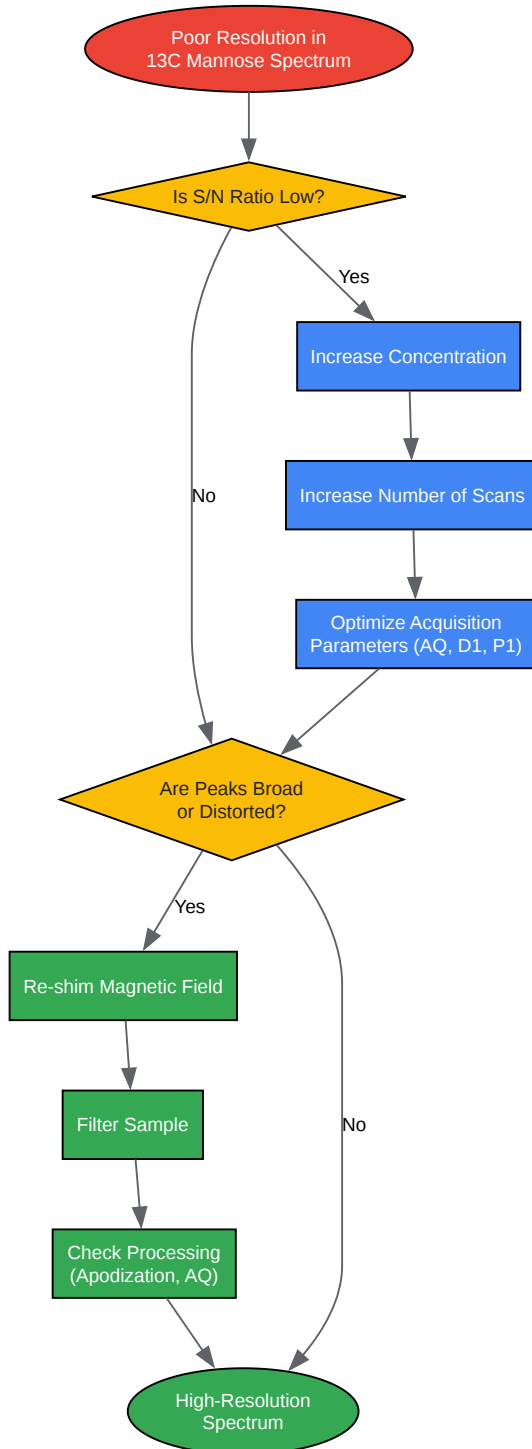 Poor Resolution in
13C Mannose Spectrum
Is S/N Ratio Low?
Yes
Increase Concentration
No
Increase Number of Scans
Optimize Acquisition
Parameters (AQ, D1, P1)
Are Peaks Broad
or Distorted?
Yes
Re-shim Magnetic Field
Filter Sample
No
Check Processing
(Apodization, AQ)
High-Resolution
Spectrum